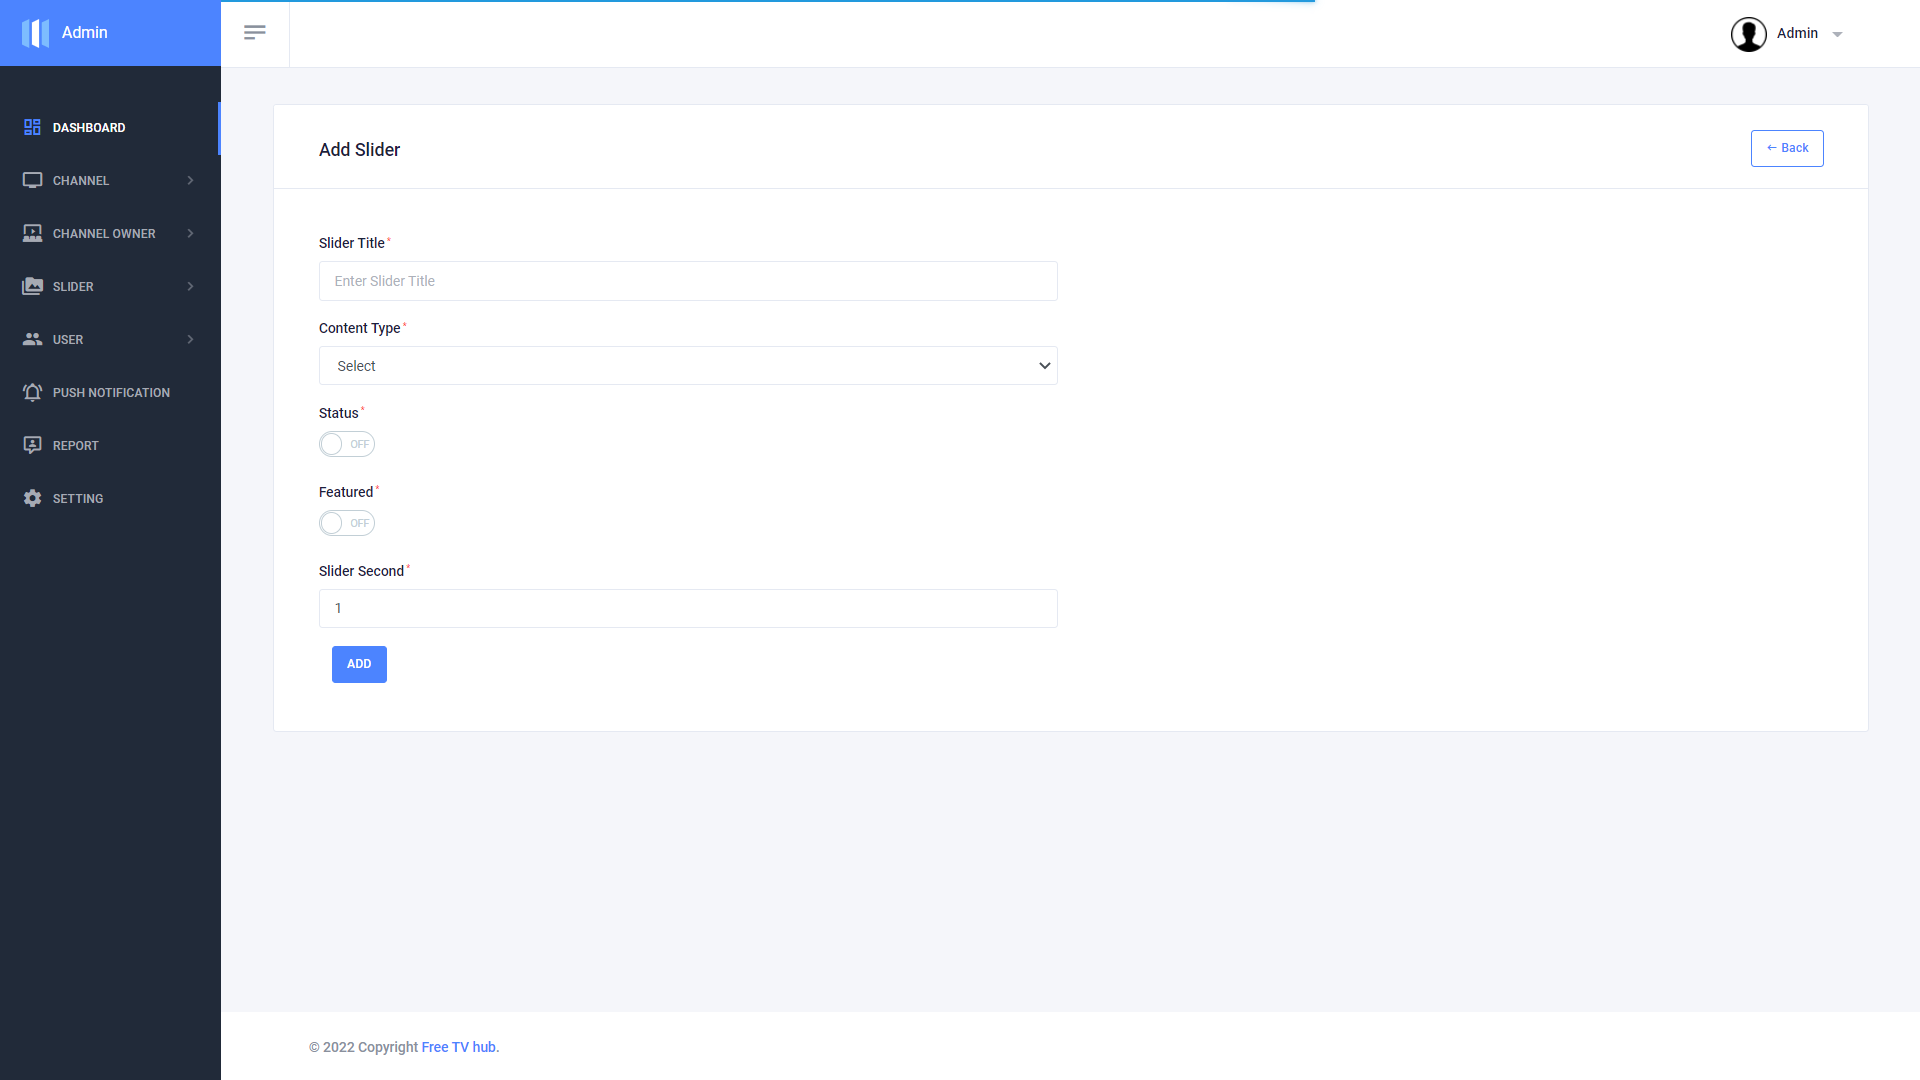 Admin
Admin
DASHBOARD
CHANNEL
CHANNEL OWNER
SLIDER
USER
PUSH NOTIFICATION
REPORT
SETTING
Add Slider
← Back
Slider Title*
Enter Slider Title
Content Type*
Select
Status*
OFF
Featured*
OFF
Slider Second*
1
ADD
© 2022 Copyright Free TV hub.